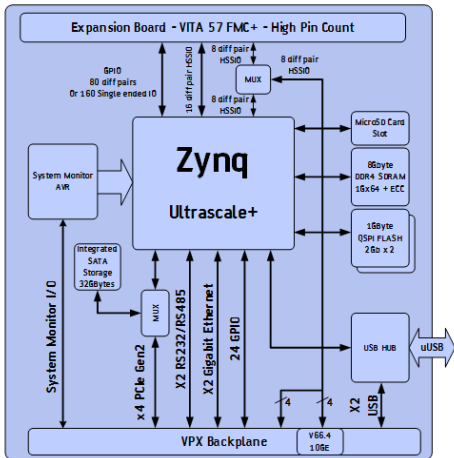 Expansion Board - VITA 57 FMC+ - High Pin Count
GPIO
80 diff pairs
Or 160 Single ended IO
16 diff pair HSSIO
8 diff pair
HSSIO
MUX
8 diff pair
HSSIO
8 diff pair
HSSIO
Zynq
Ultrascale+
System Monitor
AVR
MicroSD Card
Slot
8Gbyte
DDR4 SDRAM
1Gx64 + ECC
1GByte
QSPI FLASH
2Gb x 2
Integrated
SATA
Storage
32GBytes
MUX
System Monitor I/O
x4 PCIe Gen2
X2 RS232/RS485
X2 Gigabit Ethernet
24 GPIO
USB HUB
uUSB
X2
USB
4
4
VPX Backplane
V66.4
10GE